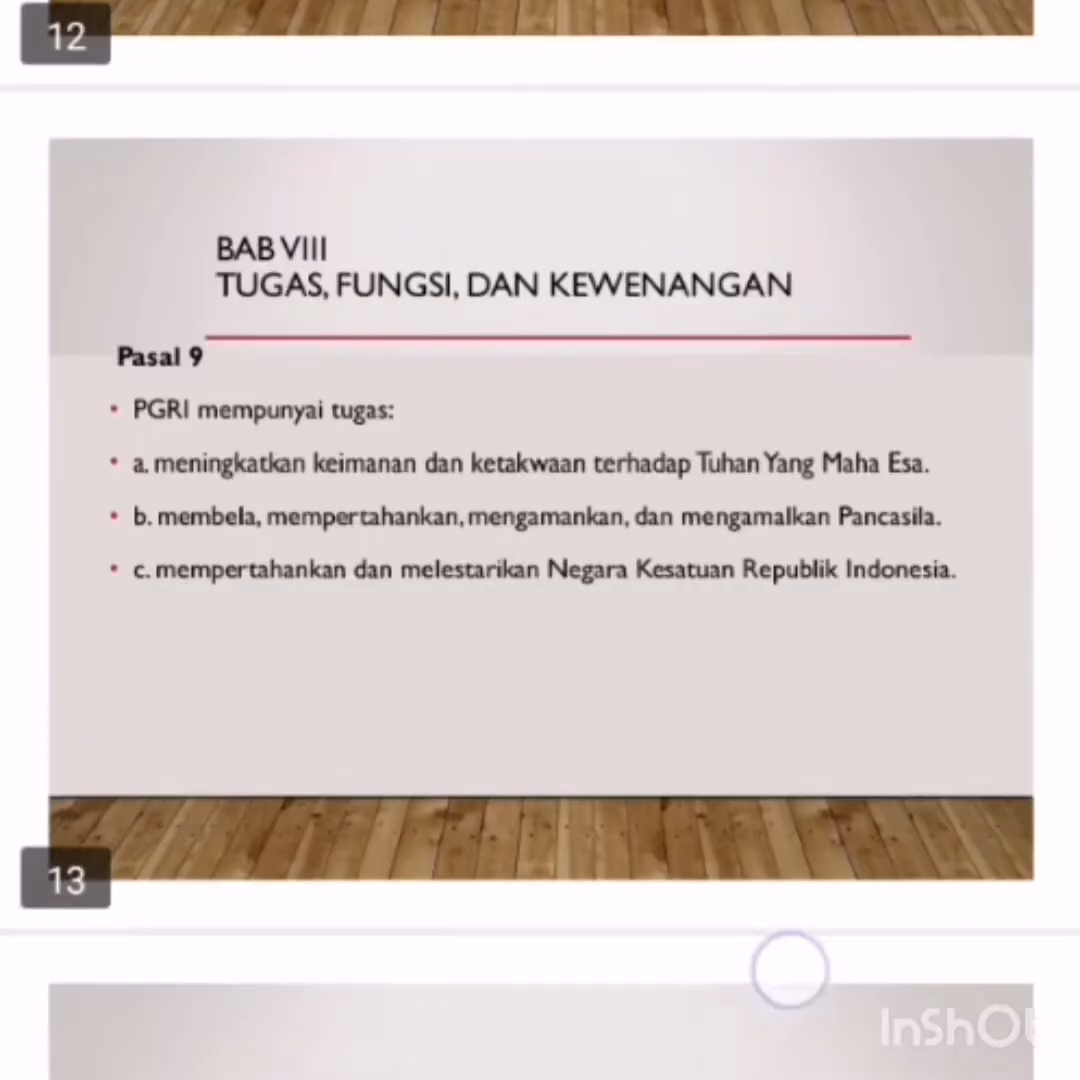 12
BAB VIII
TUGAS, FUNGSI, DAN KEWENANGAN
Pasal 9
• PGRI mempunyai tugas:
• a. meningkatkan keimanan dan ketakwaan terhadap Tuhan Yang Maha Esa.
• b. membela, mempertahankan, mengamankan, dan mengamalkan Pancasila.
• c. mempertahankan dan melestarikan Negara Kesatuan Republik Indonesia.
13